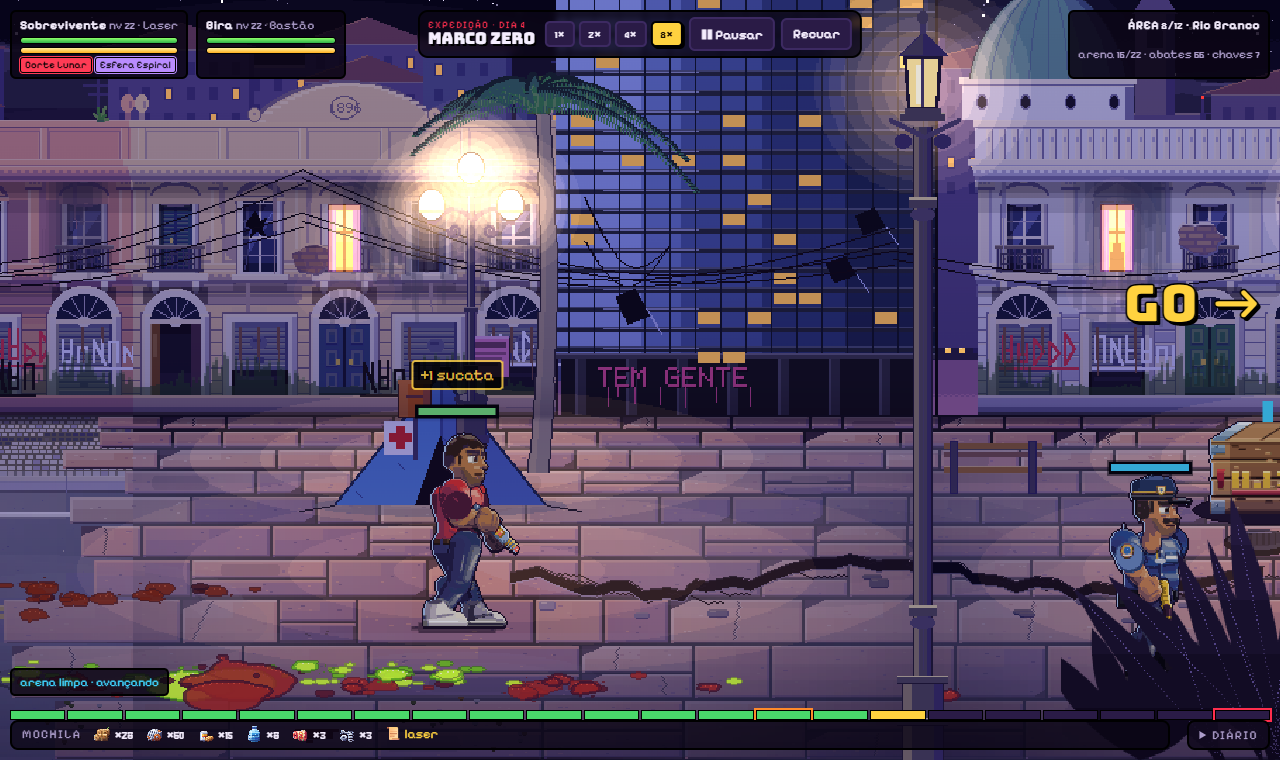 Sobrevivente nv 22 · Laser
Corte Lunar
Esfera Espiral
Bira nv 22 · Gastão
EXPEDIÇÃO · DIA 4
MARCO ZERO
1×
2×
4×
8×
Pausar
Recuar
ÁREA 8/12 · Rio Branco
arena 16/22 · abates 56 · chaves 7
1896
GO →
TEM GENTE
+1 sucata
arena limpa · avançando
MOCHILA
×28
×60
×15
×8
×3
×3
laser
DIÁRIO